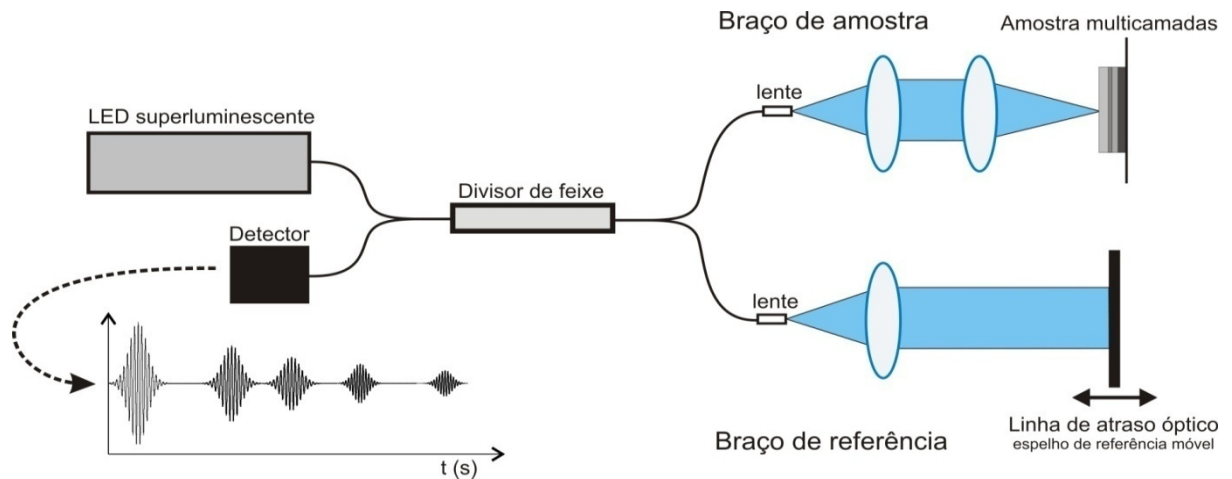 Braço de amostra
Amostra multicamadas
lente
LED superluminescente
Divisor de feixe
Detector
lente
t (s)
Braço de referência
Linha de atraso óptico
espelho de referência móvel